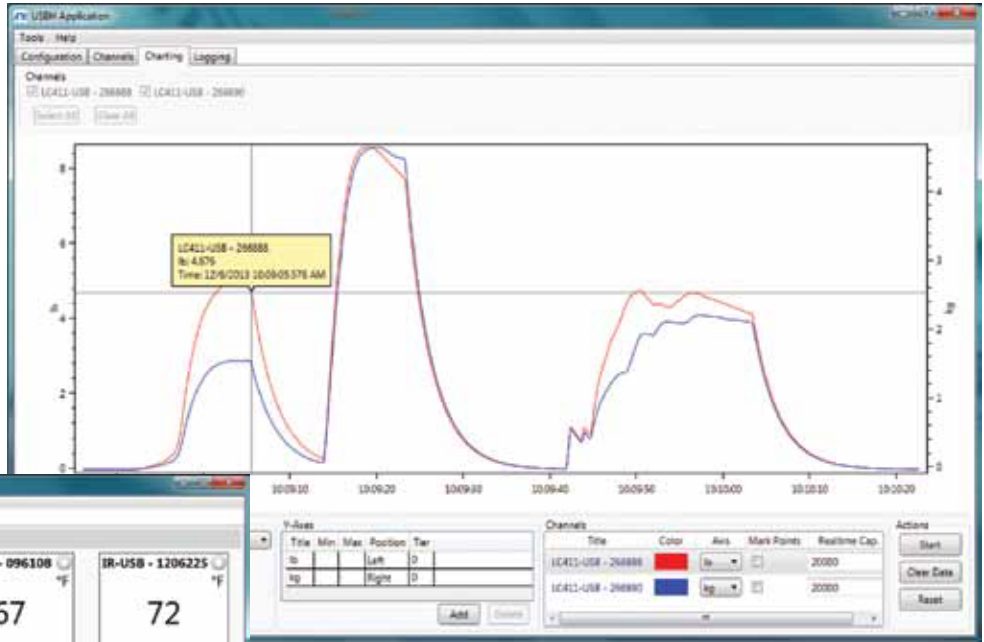 USBH Application
Tools Help
Configuration Channels Charting Logging
Channels
LC411-USB - 266888 LC411-USB - 266890
Select All Clear All
8
6
4
2
0
lb
4
3
2
1
0
kg
LC411-USB - 266888
lb: 4.676
Time: 12/6/2013 10:09:05.576 AM
10:09:10 10:09:20 10:09:30 10:09:40 10:09:50 10:10:00 10:10:10 10:10:20
Y-Axes
Title Min Max Position Tier
lb Left 0
kg Right 0
Add Delete
Channels
Title Color Axis Mark Points Realtime Cap.
LC411-USB - 266888 lb 20000
LC411-USB - 266890 kg 20000
Actions
Start
Clear Data
Reset
- 096108
°F
67
IR-USB - 1206225
°F
72